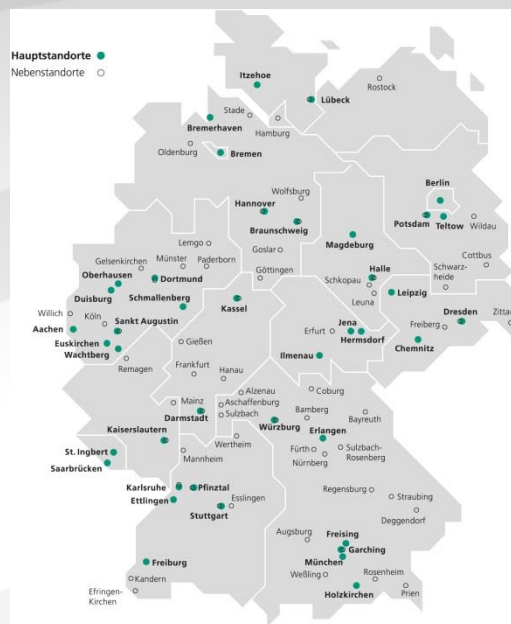 Hauptstandorte
Nebenstandorte
Itzehoe
Rostock
Lübeck
Stade
Bremerhaven
Hamburg
Oldenburg
Bremen
Wolfsburg
Hannover
Berlin
Braunschweig
Potsdam
Teltow
Wildau
Magdeburg
Lemgo
Goslar
Gelsenkirchen
Münster
Paderborn
Cottbus
Oberhausen
Dortmund
Göttingen
Halle
Schkopau
Schwarz-
heide
Duisburg
Leuna
Leipzig
Schmallenberg
Kassel
Willich
Köln
Sankt Augustin
Dresden
Zittau
Aachen
Erfurt
Jena
Freiberg
Euskirchen
Gießen
Hermsdorf
Chemnitz
Wachtberg
Ilmenau
Remagen
Frankfurt
Hanau
Alzenau
Coburg
Mainz
Aschaffenburg
Bamberg
Darmstadt
Sulzbach
Würzburg
Bayreuth
Kaiserslautern
Erlangen
Wertheim
St. Ingbert
Fürth
Sulzbach-
Rosenberg
Mannheim
Nürnberg
Saarbrücken
Karlsruhe
Pfinztal
Regensburg
Ettlingen
Esslingen
Straubing
Stuttgart
Deggendorf
Augsburg
Freising
Garching
Freiburg
München
Kandern
Weßling
Rosenheim
Efringen-
Kirchen
Holzkirchen
Prien